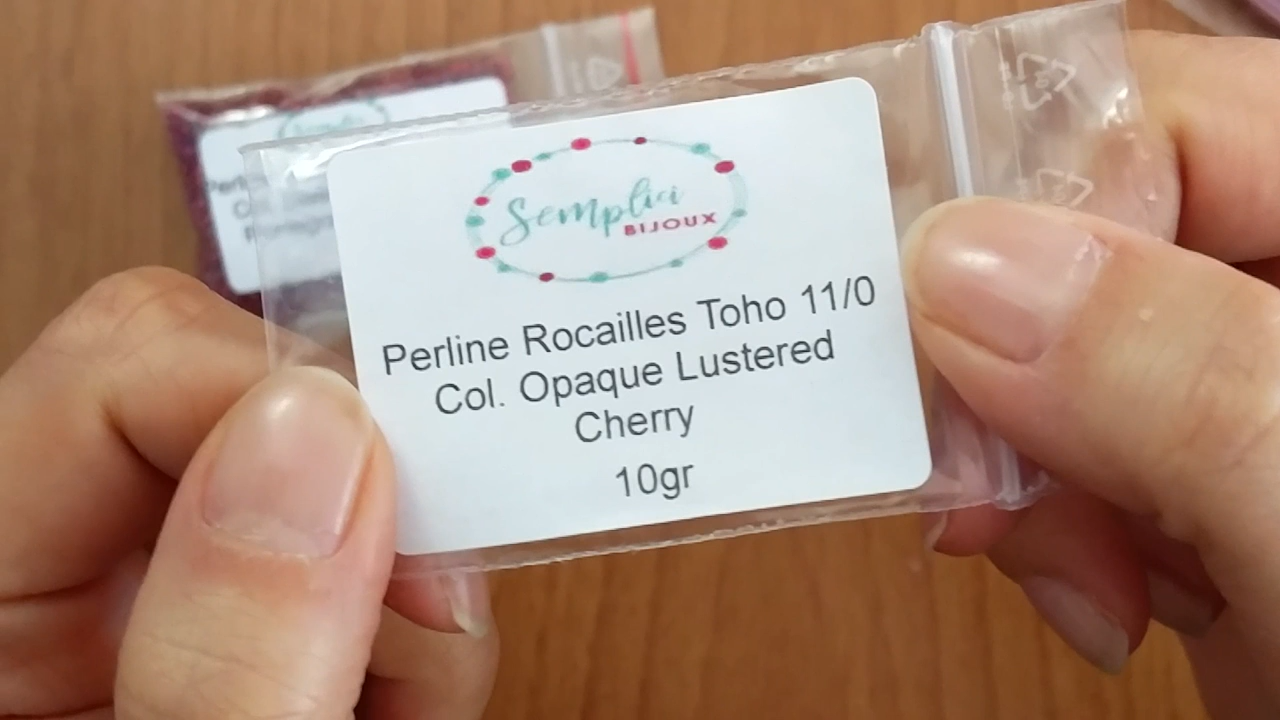 Semplici
BIJOUX
Perline Rocailles Toho 11/0
Col. Opaque Lustered
Cherry
10gr